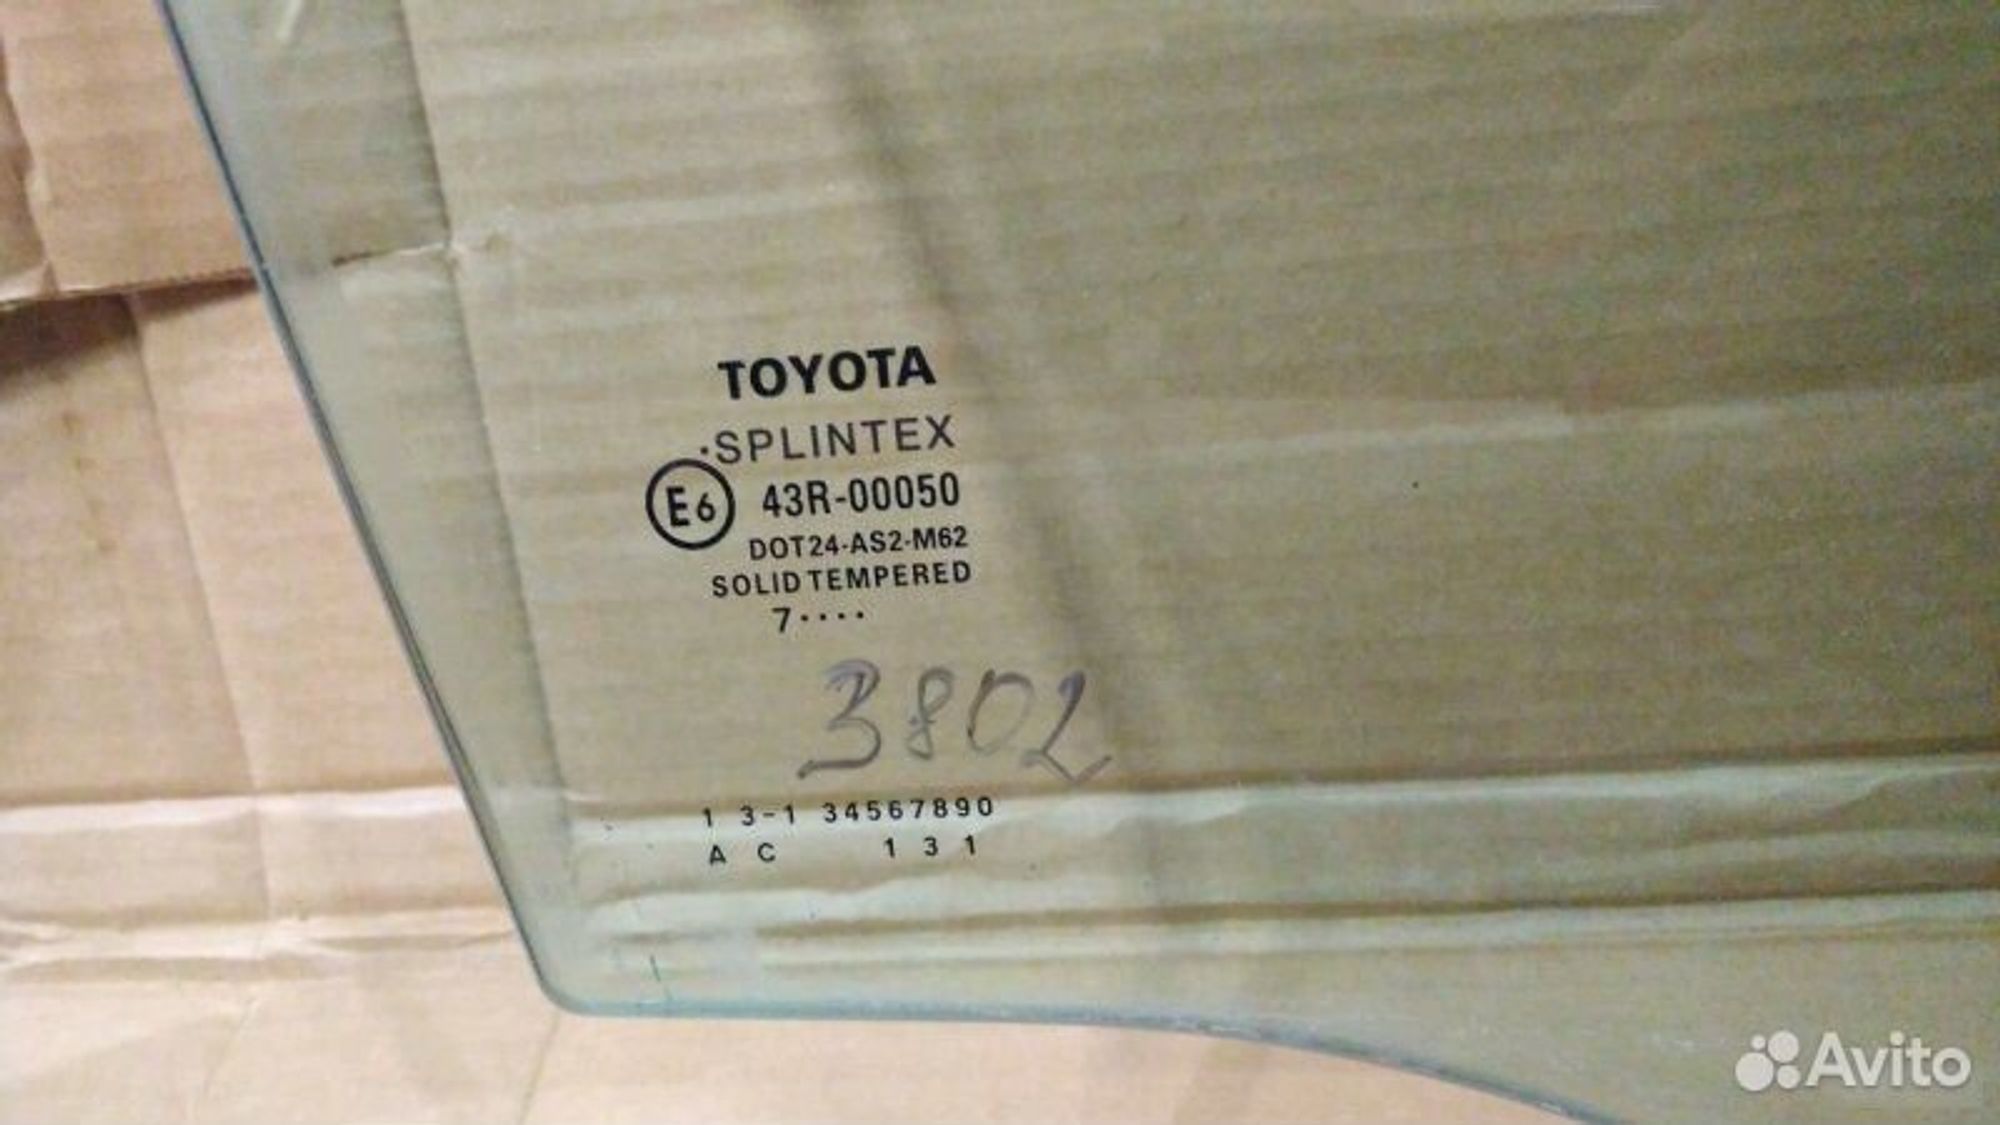 TOYOTA
·SPLINTEX
E6 43R-00050
DOT24-AS2-M62
SOLID TEMPERED
7····
3802
1 3-1 34567890
A C 1 3 1
Avito